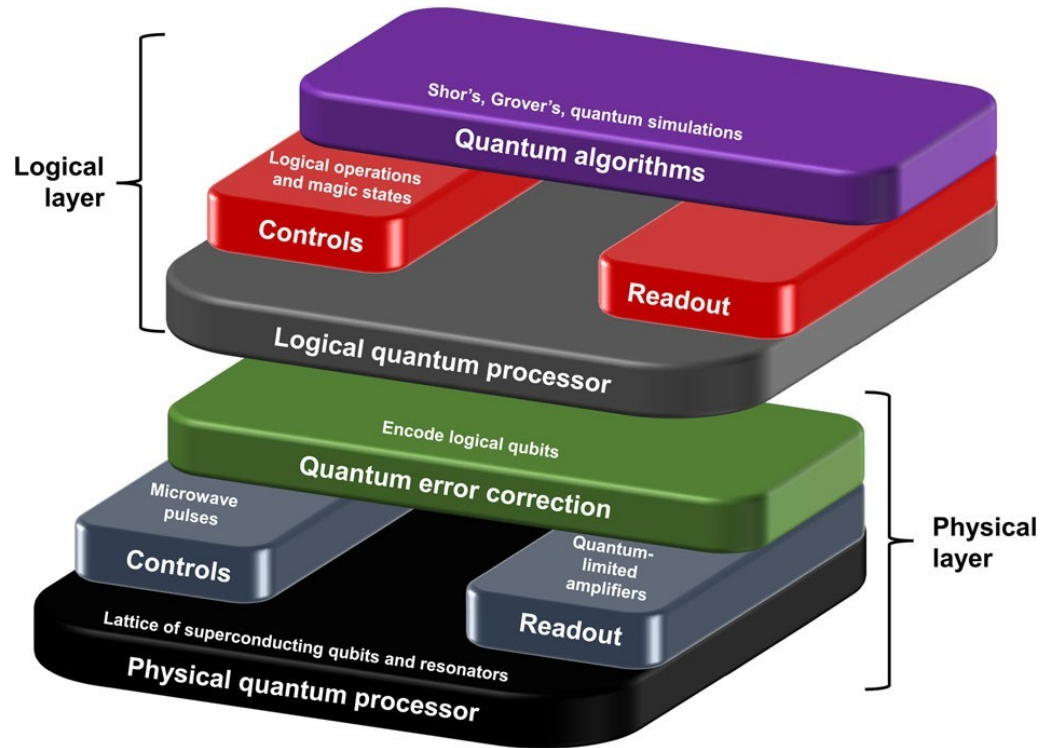 Logical
layer
Shor's, Grover's, quantum simulations
Quantum algorithms
Logical operations
and magic states
Controls
Readout
Logical quantum processor
Encode logical qubits
Quantum error correction
Microwave
pulses
Controls
Quantum-
limited
amplifiers
Readout
Lattice of superconducting qubits and resonators
Physical quantum processor
Physical
layer